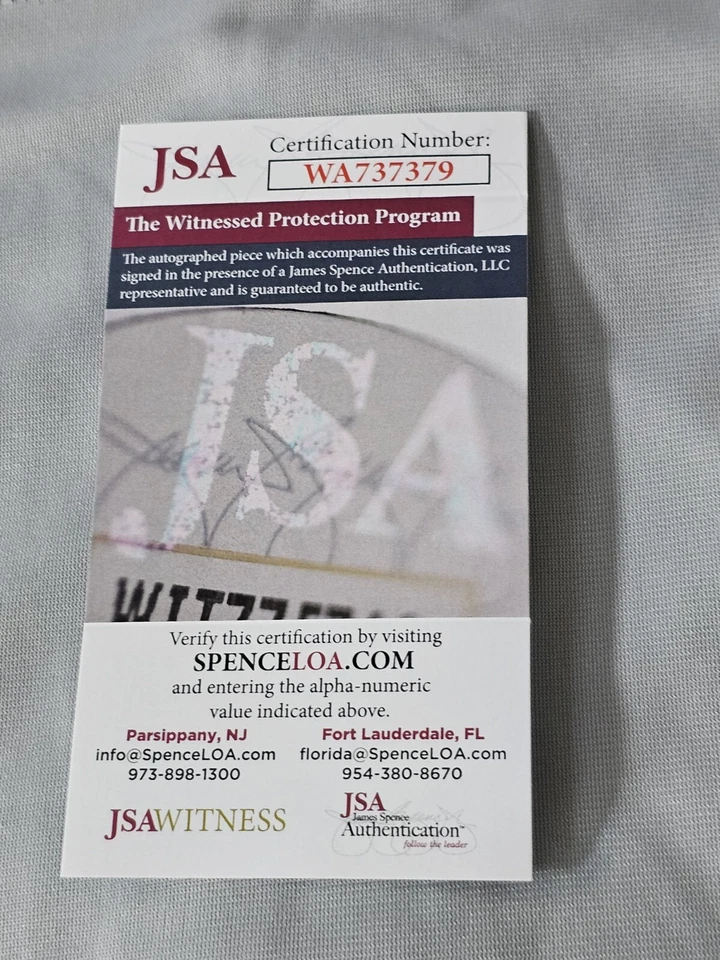 JSA
Certification Number:
WA737379
The Witnessed Protection Program
The autographed piece which accompanies this certificate was
signed in the presence of a James Spence Authentication, LLC
representative and is guaranteed to be authentic.
JSA
Verify this certification by visiting
SPENCELOA.COM
and entering the alpha-numeric
value indicated above.
Parsippany, NJ
info@SpenceLOA.com
973-898-1300
Fort Lauderdale, FL
florida@SpenceLOA.com
954-380-8670
JSAWITNESS
JSA
James Spence
Authentication™
follow the leader